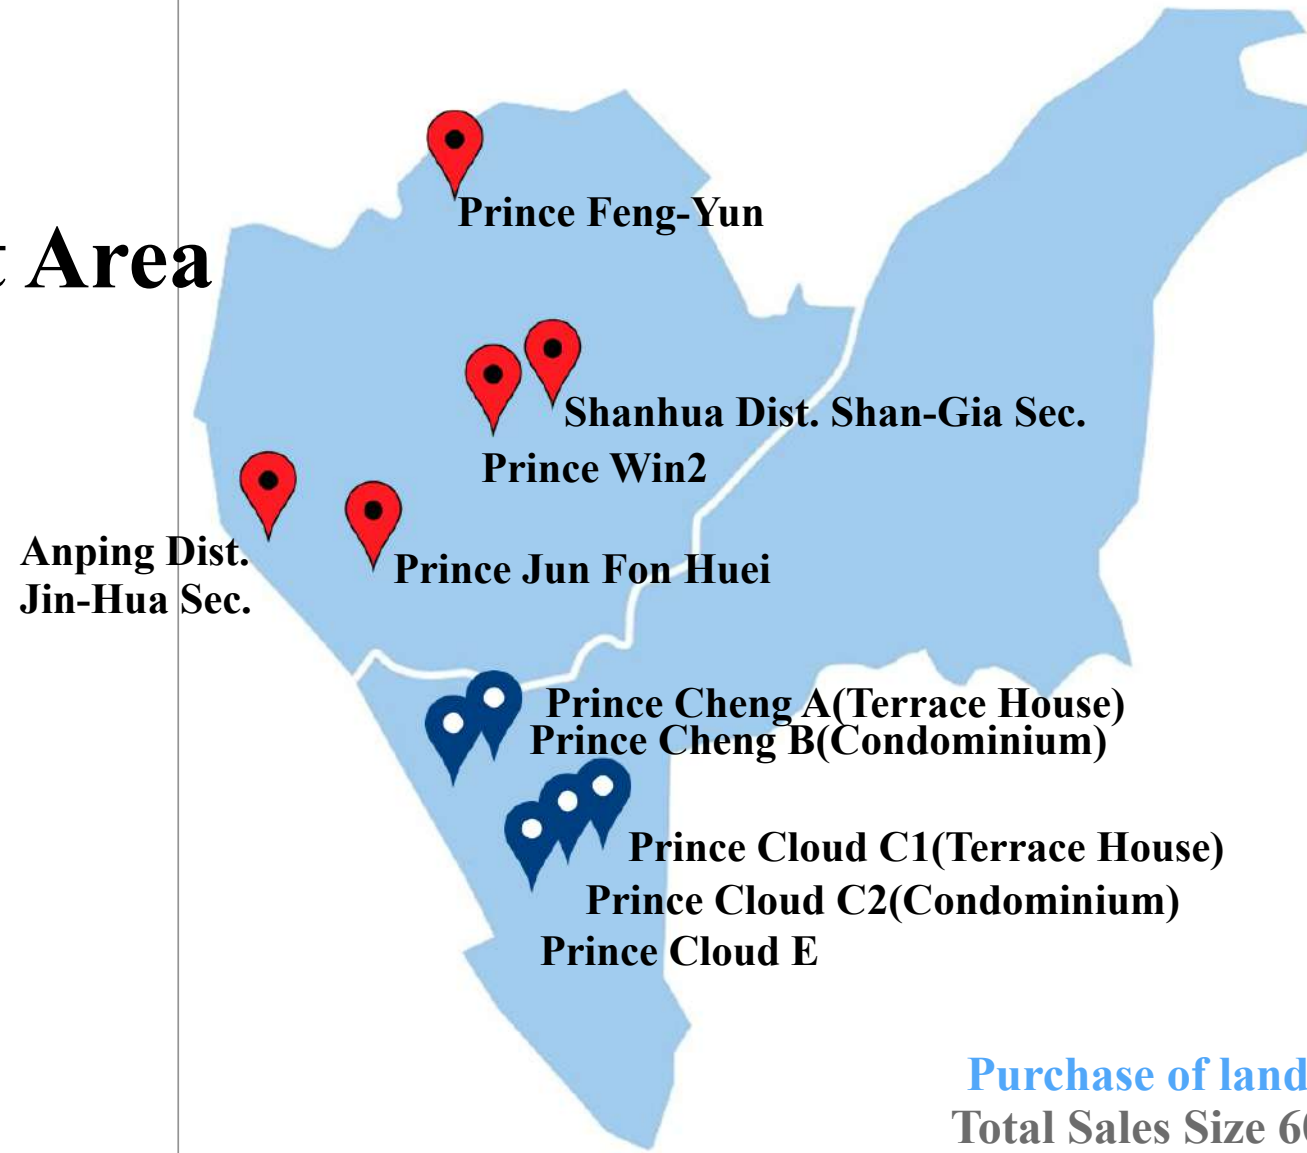 Prince Feng-Yun
t Area
Shanhua Dist. Shan-Gia Sec.
Prince Win2
Anping Dist.
Jin-Hua Sec.
Prince Jun Fon Huei
Prince Cheng A(Terrace House)
Prince Cheng B(Condominium)
Prince Cloud C1(Terrace House)
Prince Cloud C2(Condominium)
Prince Cloud E
Purchase of land
Total Sales Size 60